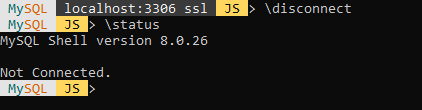 MySQL localhost:3306 ssl JS > \disconnect
MySQL JS > \status
MySQL Shell version 8.0.26
Not Connected.
MySQL JS >